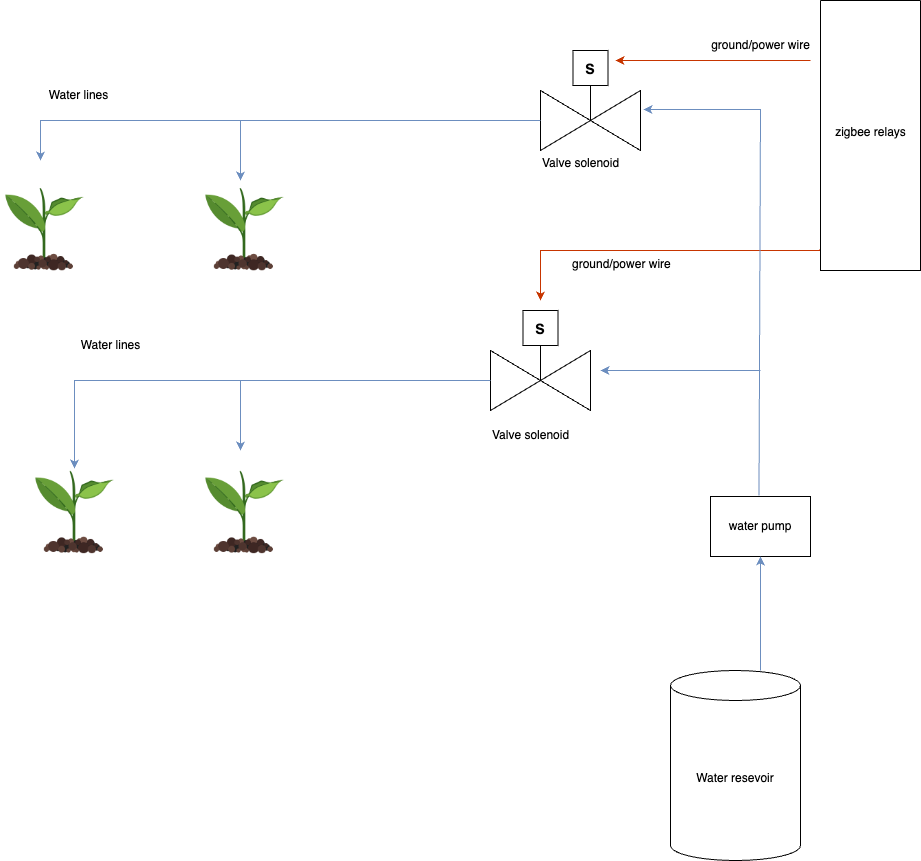 ground/power wire
S
Water lines
zigbee relays
Valve solenoid
ground/power wire
S
Water lines
Valve solenoid
water pump
Water resevoir